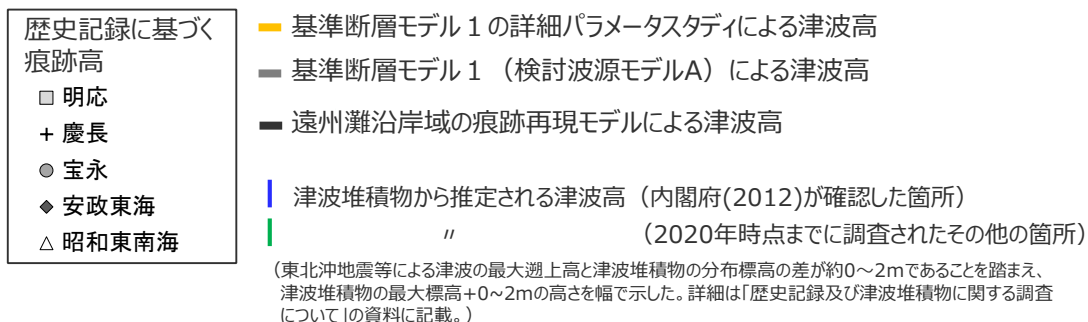 歴史記録に基づく
痕跡高
□ 明応
+ 慶長
● 宝永
◆ 安政東海
△ 昭和東南海
基準断層モデル1の詳細パラメータスタディによる津波高
基準断層モデル1（検討波源モデルA）による津波高
遠州灘沿岸域の痕跡再現モデルによる津波高
津波堆積物から推定される津波高（内閣府(2012)が確認した箇所）
〃（2020年時点までに調査されたその他の箇所）
（東北沖地震等による津波の最大遡上高と津波堆積物の分布標高の差が約0～2mであることを踏まえ、
津波堆積物の最大標高+0~2mの高さを幅で示した。詳細は「歴史記録及び津波堆積物に関する調査
について」の資料に記載。）